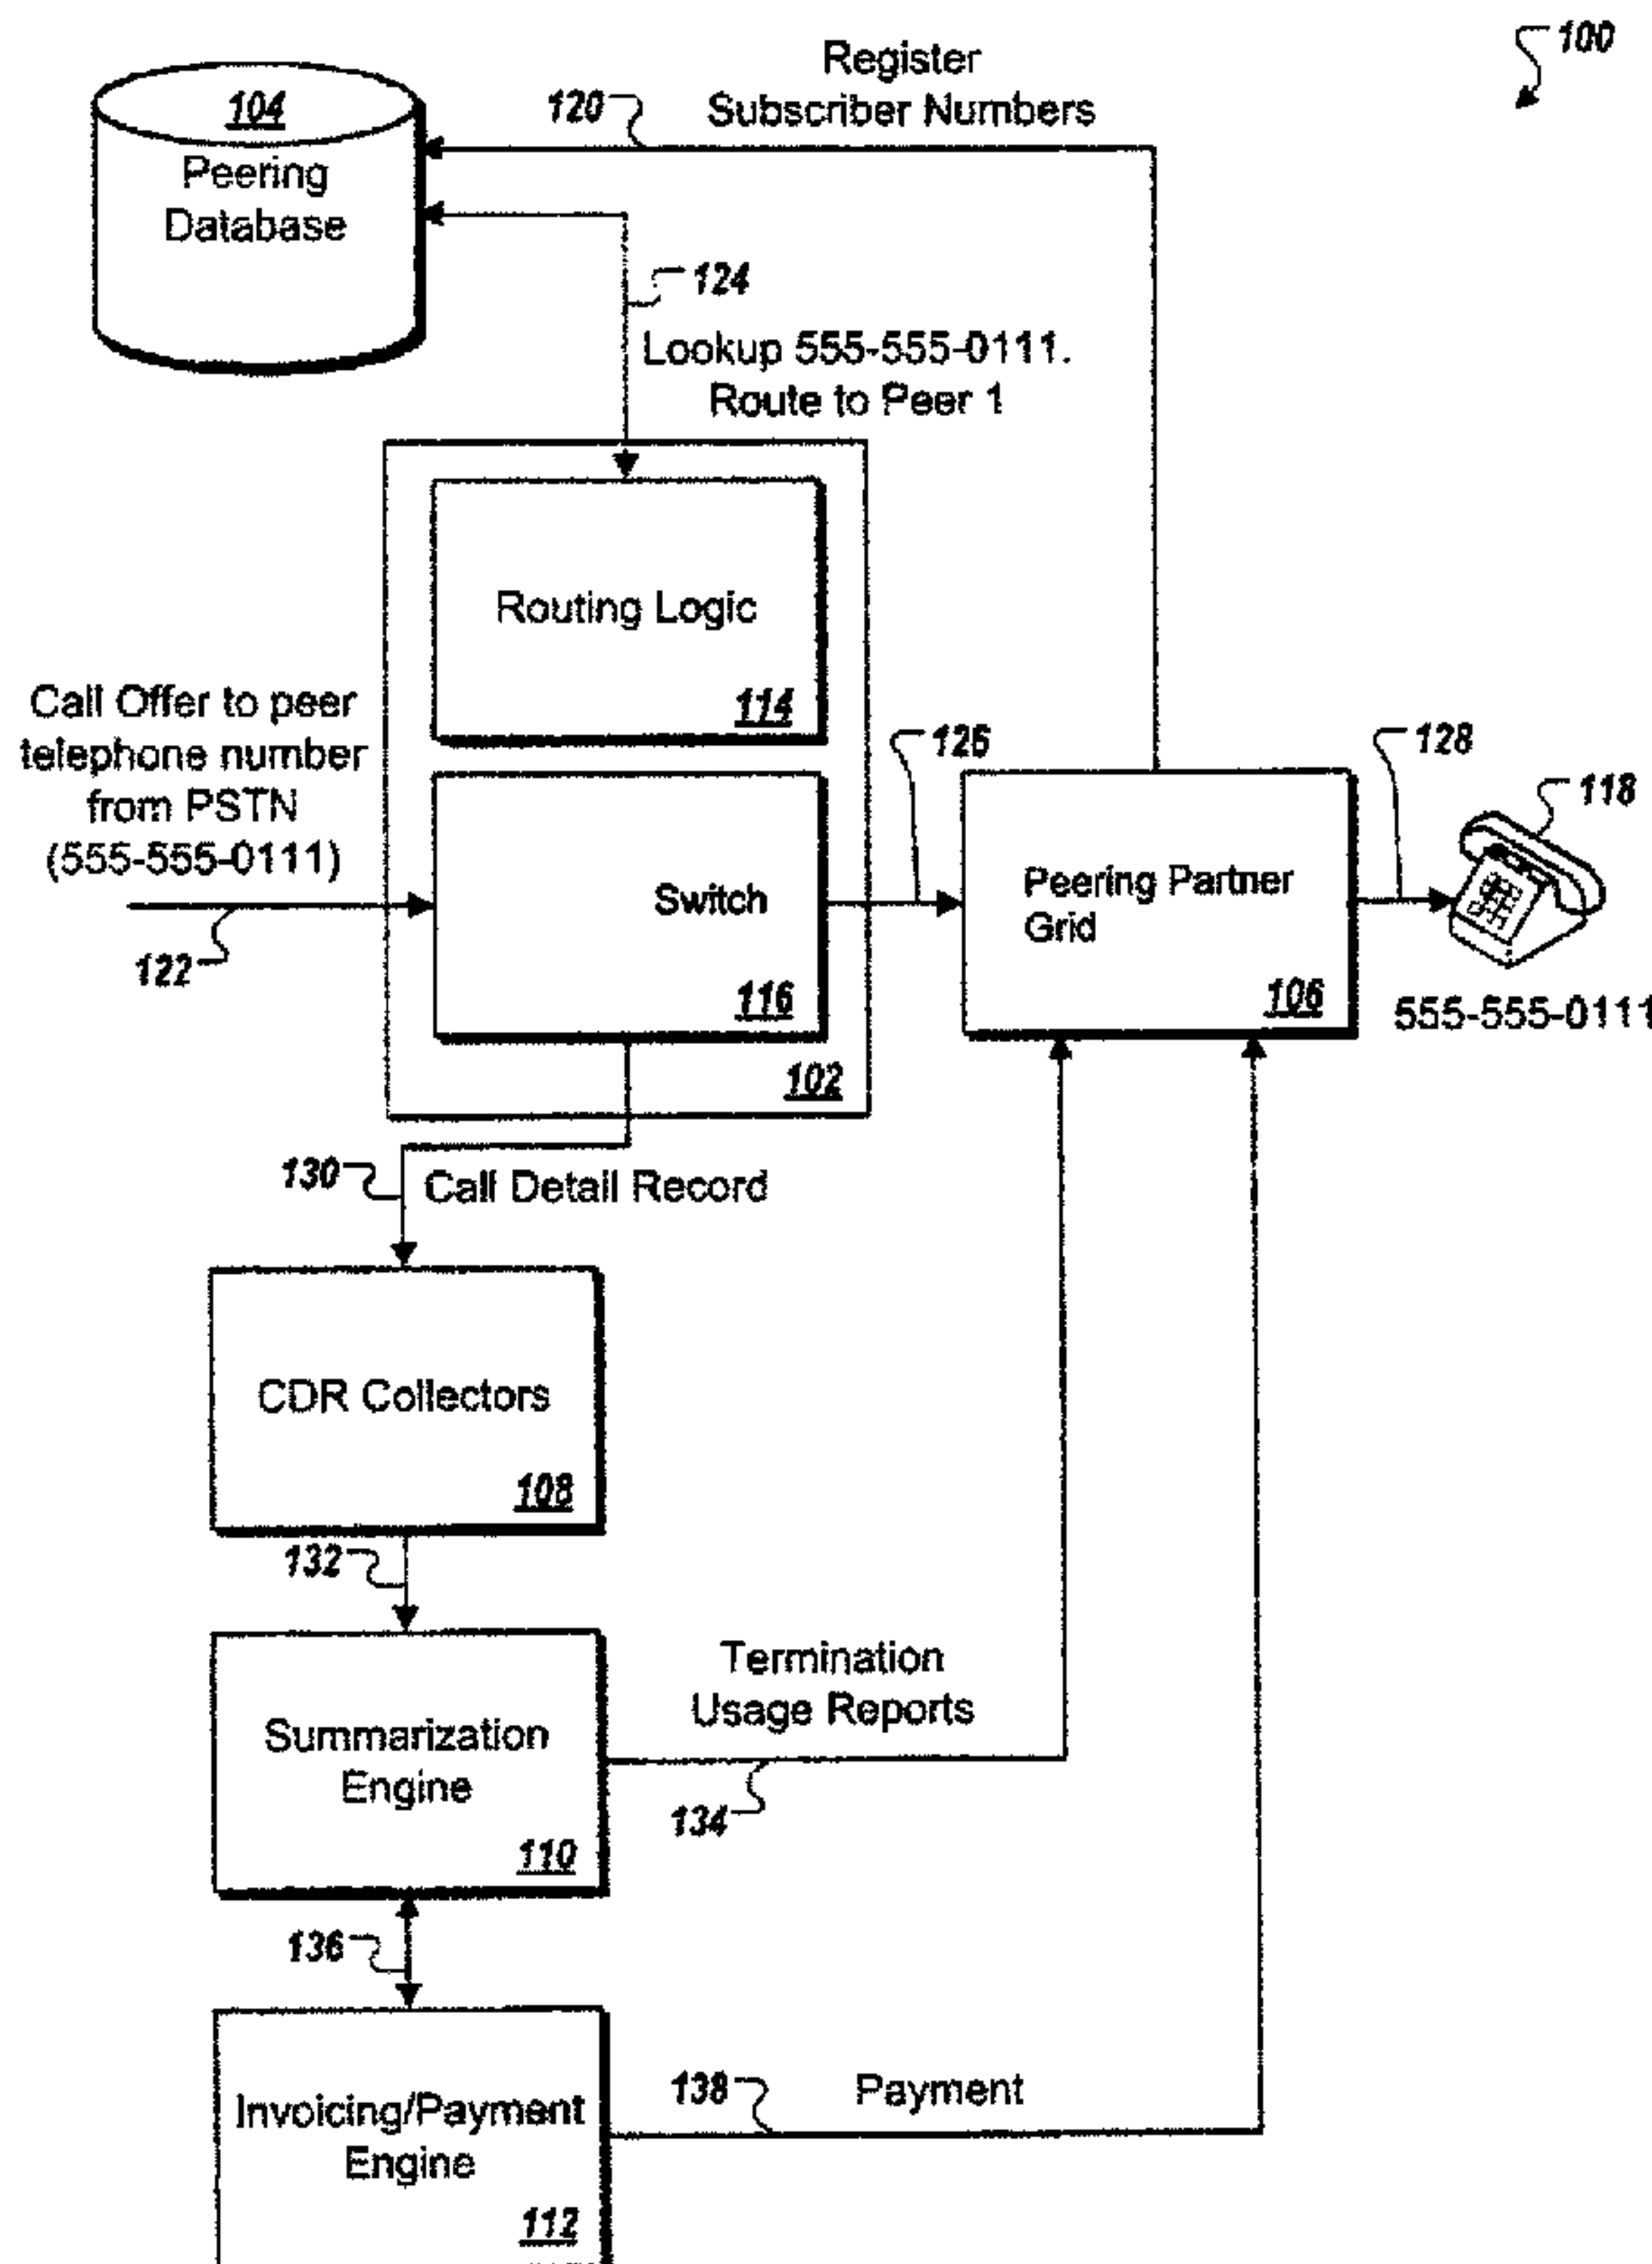 100
Register
Subscriber Numbers
120
104
Peering
Database
124
Lookup 555-555-0111.
Route to Peer 1
Routing Logic
114
Call Offer to peer
telephone number
from PSTN
(555-555-0111)
122
Switch
116
102
126
Peering Partner
Grid
106
128
118
555-555-0111
130
Call Detail Record
CDR Collectors
108
132
Summarization
Engine
110
Termination
Usage Reports
134
136
Invoicing/Payment
Engine
112
138
Payment